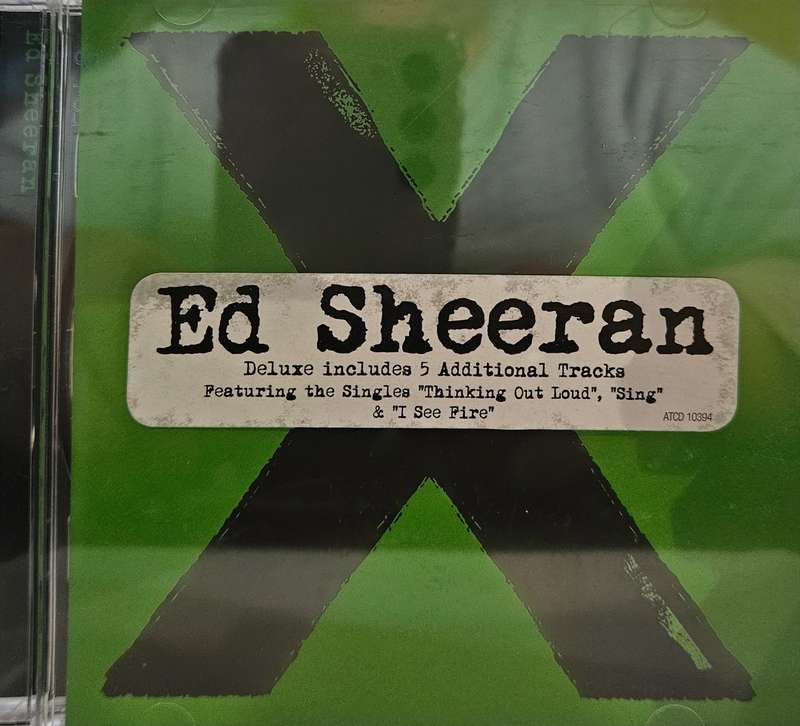 Ed Sheeran
X
Ed Sheeran
Deluxe includes 5 Additional Tracks
Featuring the Singles "Thinking Out Loud", "Sing"
& "I See Fire"
ATCD 10394